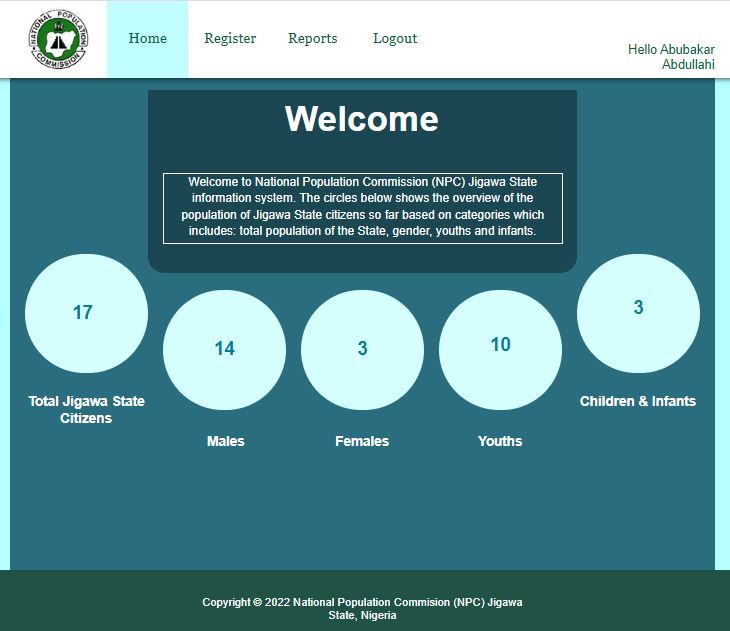 NATIONAL POPULATION
COMMISSION
Home
Register
Reports
Logout
Hello Abubakar
Abdullahi
Welcome
Welcome to National Population Commission (NPC) Jigawa State
information system. The circles below shows the overview of the
population of Jigawa State citizens so far based on categories which
includes: total population of the State, gender, youths and infants.
17
Total Jigawa State
Citizens
14
Males
3
Females
10
Youths
3
Children & Infants
Copyright © 2022 National Population Commision (NPC) Jigawa
State, Nigeria